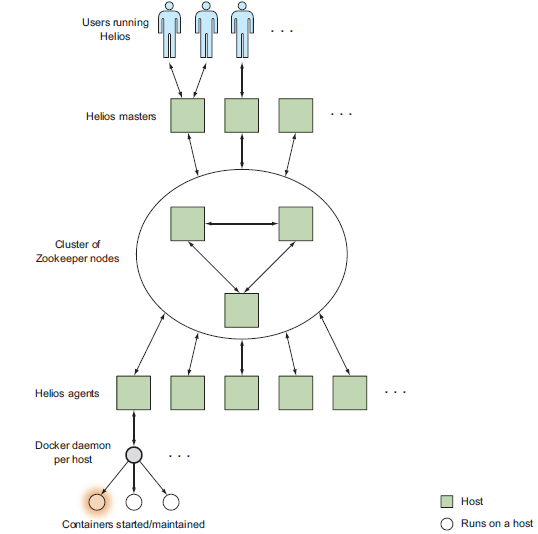 Users running
Helios
. . .
Helios masters
. . .
Cluster of
Zookeeper nodes
Helios agents
. . .
Docker daemon
per host
. . .
Containers started/maintained
Host
Runs on a host